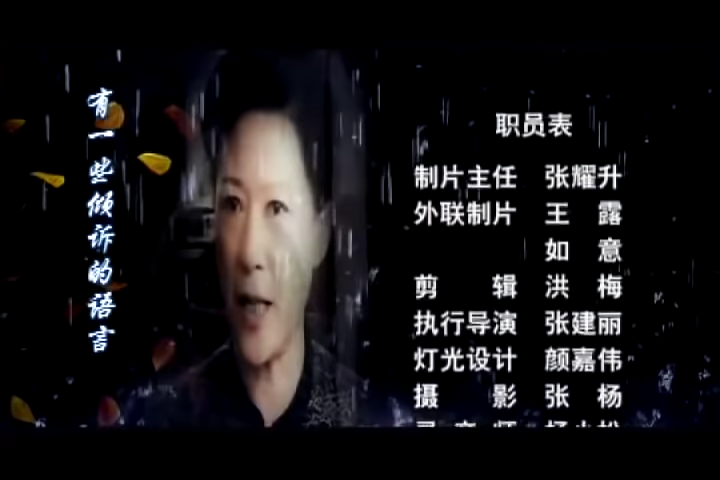 有一些倾诉的语言
职员表
制片主任 张耀升
外联制片 王 露
如 意
剪 辑 洪 梅
执行导演 张建丽
灯光设计 颜嘉伟
摄 影 张 杨